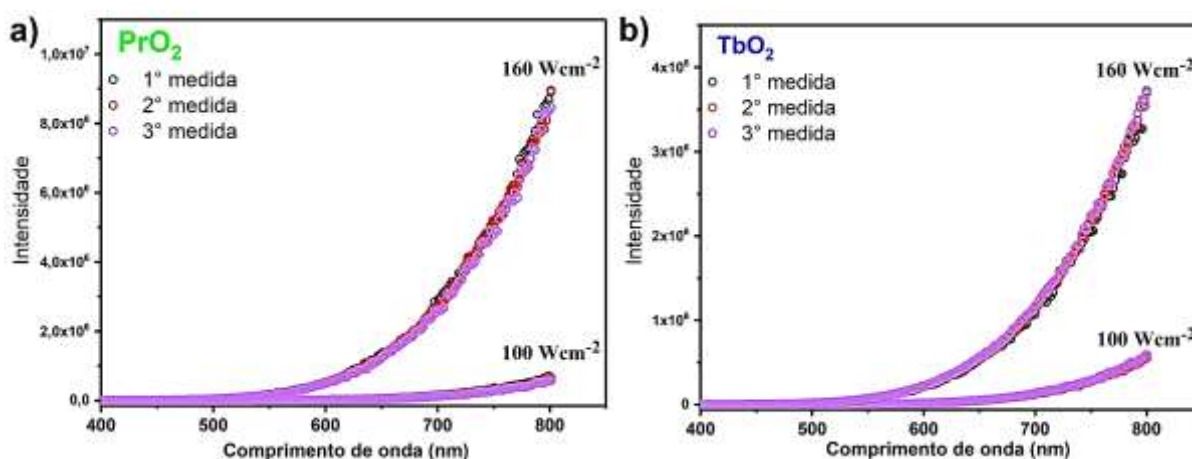 a)
PrO₂
1° medida
2° medida
3° medida
160 Wcm⁻²
100 Wcm⁻²
Intensidade
1,0x10⁷
8,0x10⁶
6,0x10⁶
4,0x10⁶
2,0x10⁶
0,0
400 500 600 700 800
Comprimento de onda (nm)
b)
TbO₂
1° medida
2° medida
3° medida
160 Wcm⁻²
100 Wcm⁻²
Intensidade
4x10⁶
3x10⁶
2x10⁶
1x10⁶
0
400 500 600 700 800
Comprimento de onda (nm)